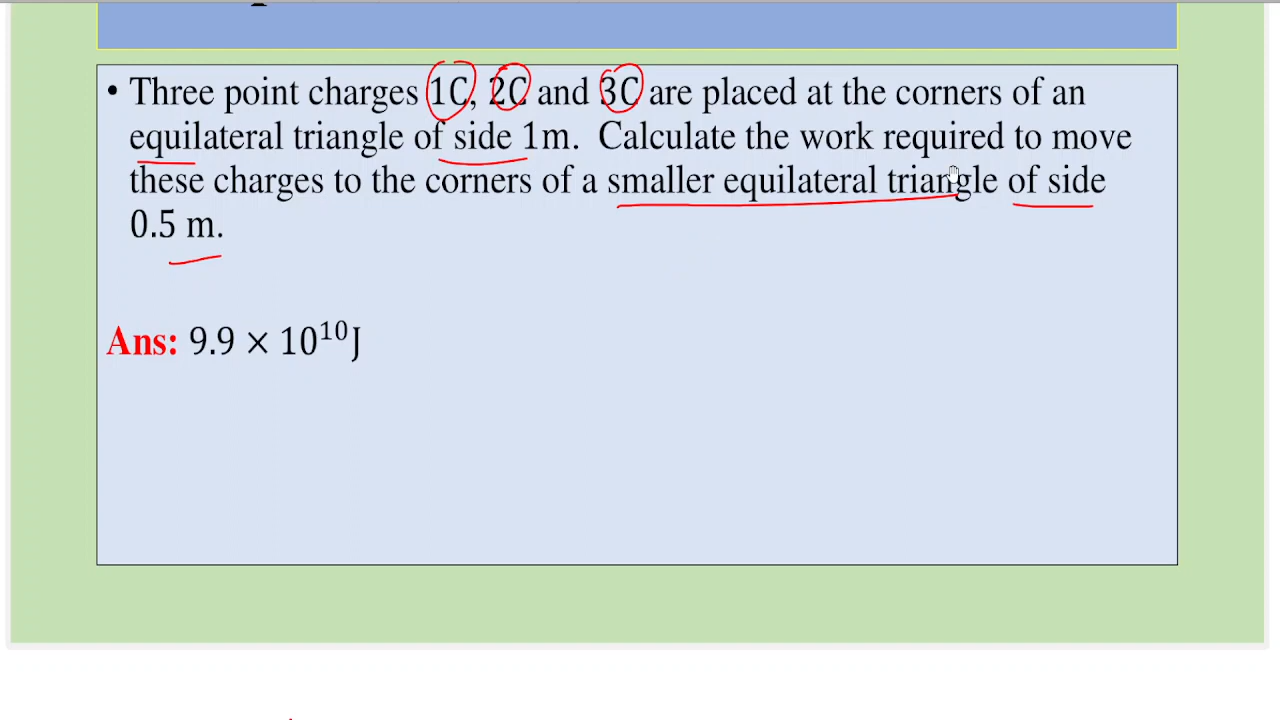 • Three point charges 1C, 2C and 3C are placed at the corners of an
equilateral triangle of side 1m. Calculate the work required to move
these charges to the corners of a smaller equilateral triangle of side
0.5 m.
Ans: 9.9 × 10¹⁰J